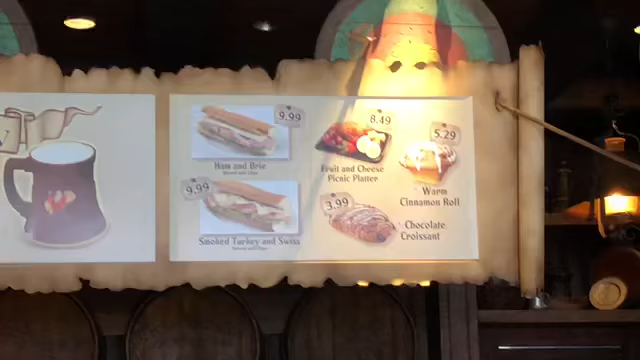 9.99
Ham and Brie
9.99
Smoked Turkey and Swiss
8.49
Fruit and Cheese
Picnic Platter
5.29
Warm
Cinnamon Roll
3.99
Chocolate
Croissant